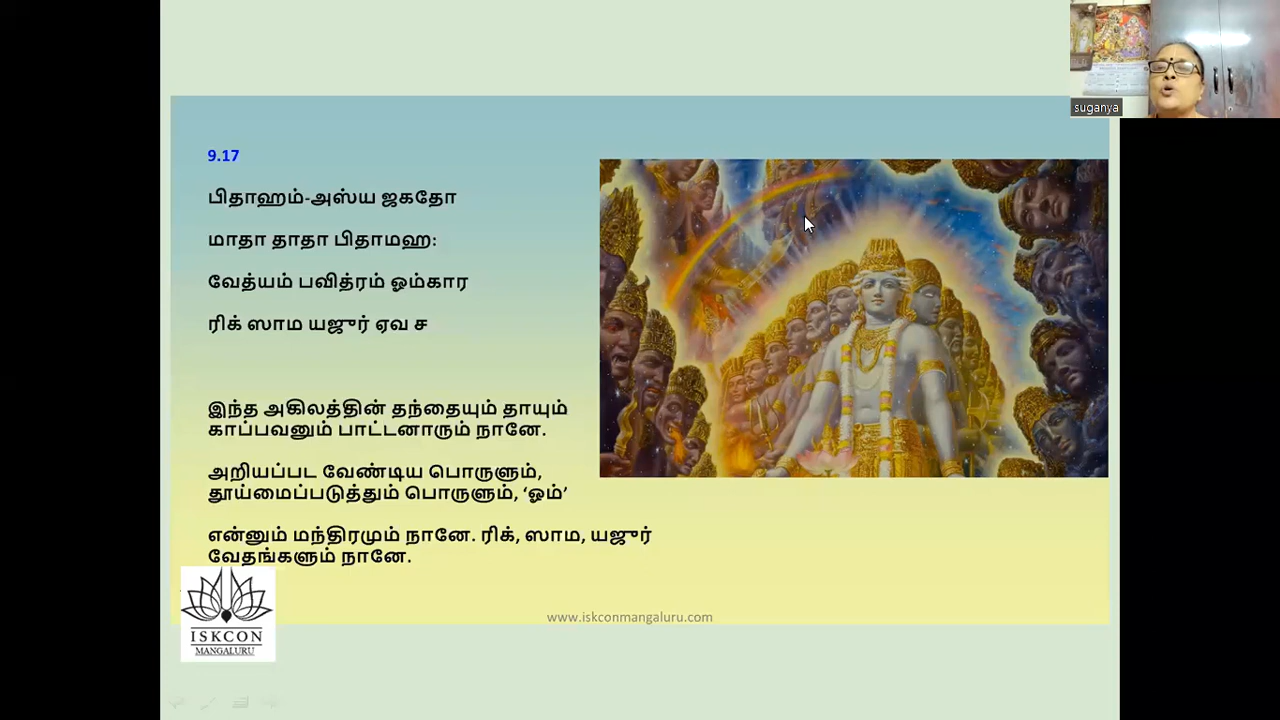 suganya
9.17
பிதாஹம்-அஸ்ய ஜகதோ
மாதா தாதா பிதாமஹ:
வேத்யம் பவித்ரம் ஓம்கார
ரிக் ஸாம யஜுர் ஏவ ச
இந்த அகிலத்தின் தந்தையும் தாயும்
காப்பவனும் பாட்டனாரும் நானே.
அறியப்பட வேண்டிய பொருளும்,
தூய்மைப்படுத்தும் பொருளும், ‘ஓம்’
என்னும் மந்திரமும் நானே. ரிக், ஸாம, யஜுர்
வேதங்களும் நானே.
ISKCON
MANGALURU
www.iskconmangaluru.com